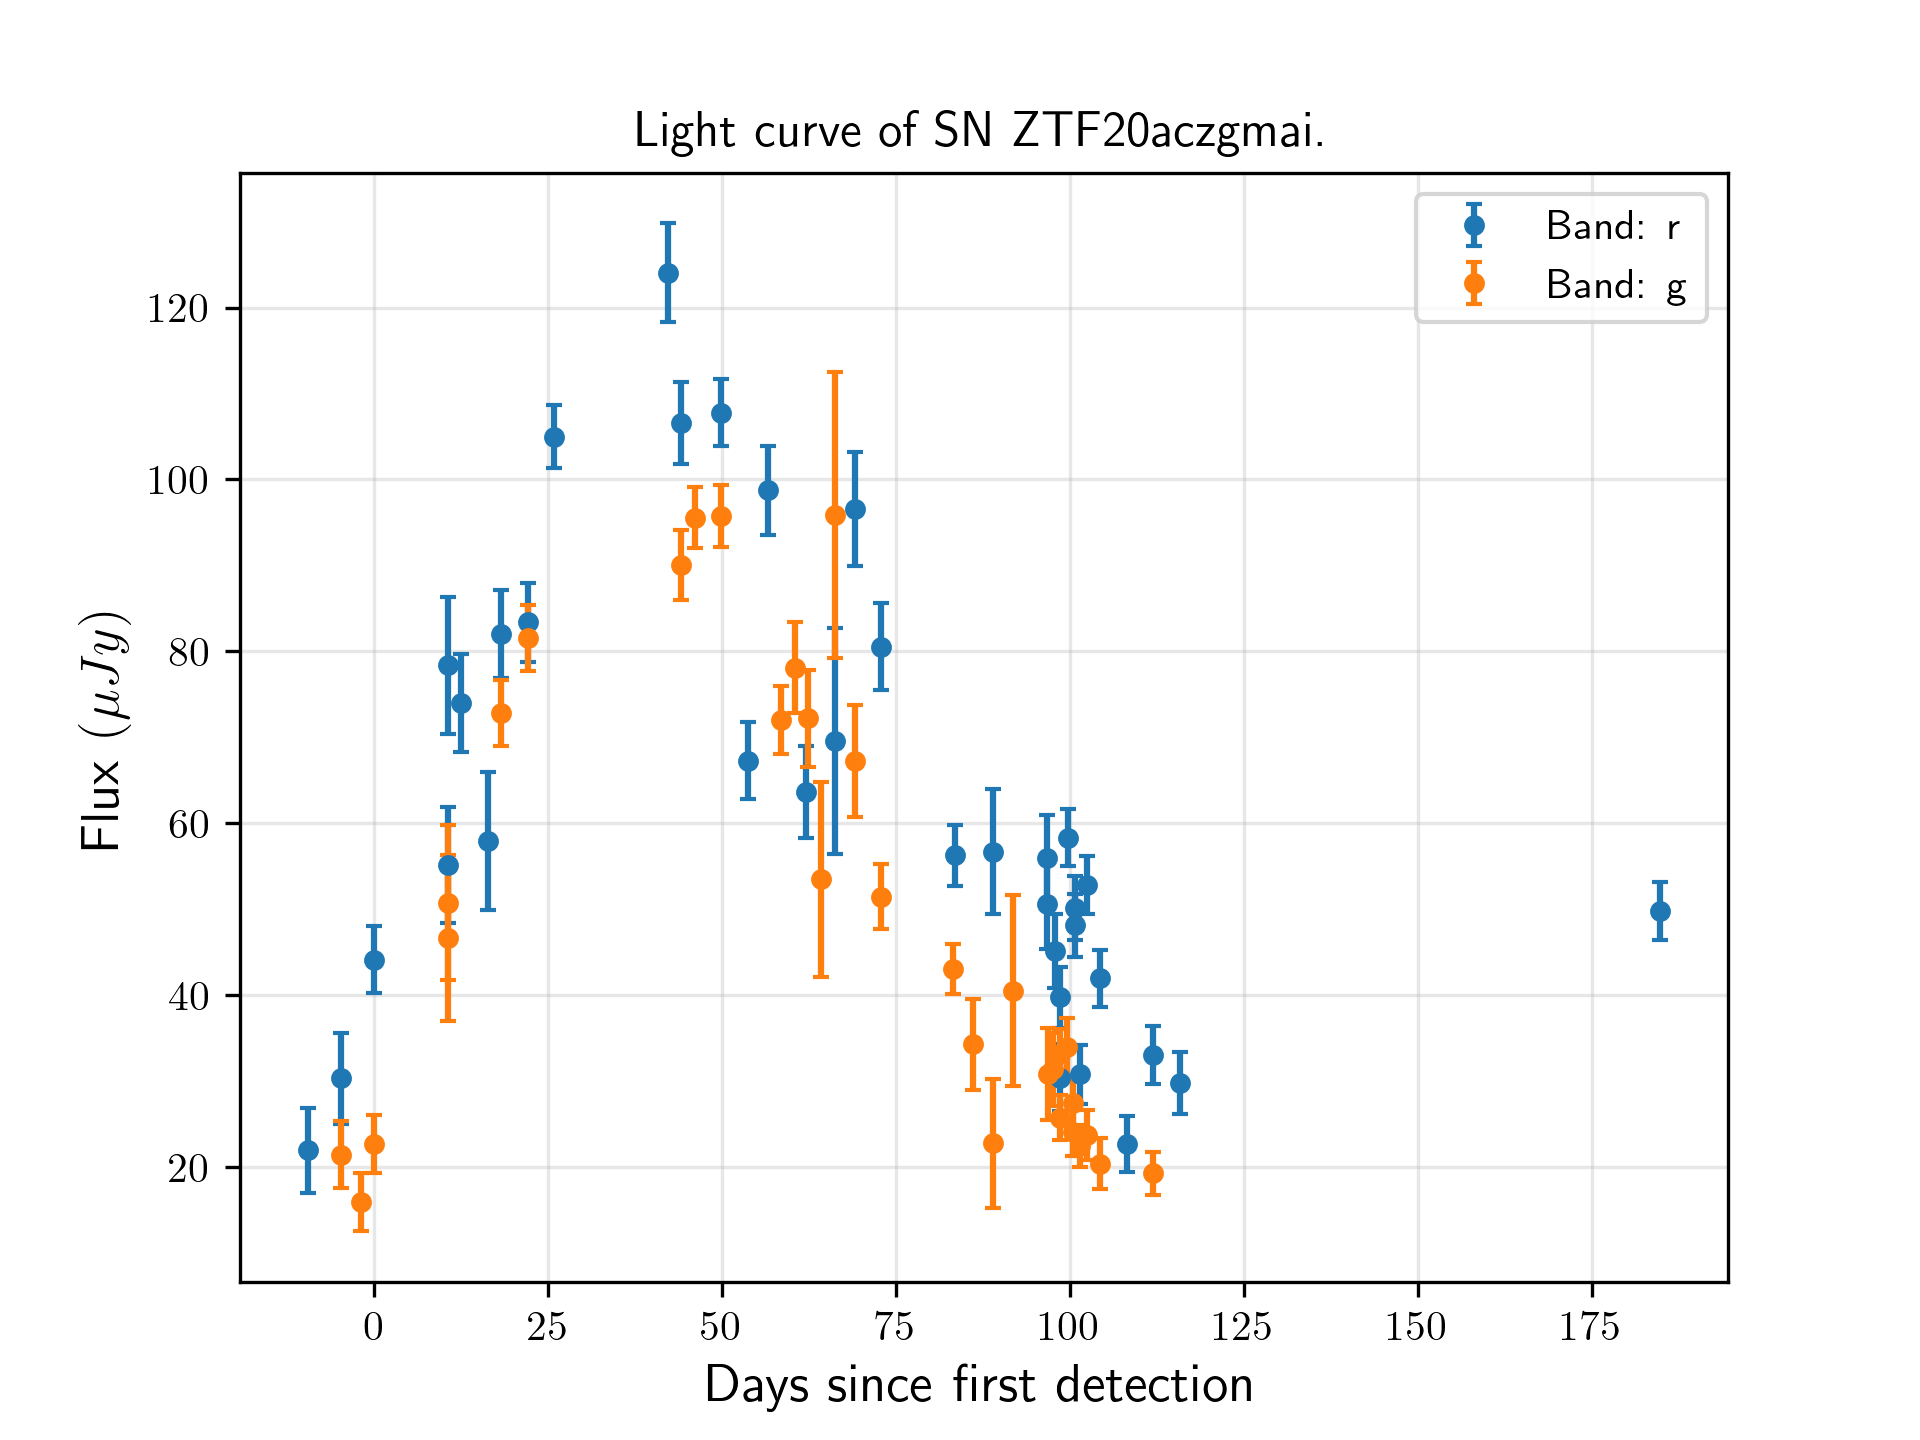 Light curve of SN ZTF20aczgmai.
Band: r
Band: g
120
100
80
60
40
20
Flux (μJy)
0 25 50 75 100 125 150 175
Days since first detection